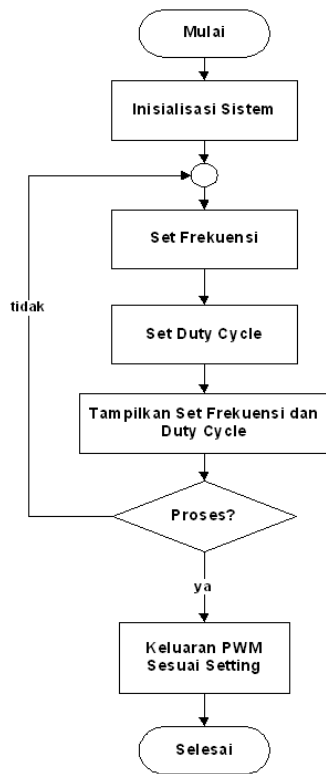 Mulai
Inisialisasi Sistem
Set Frekuensi
tidak
Set Duty Cycle
Tampilkan Set Frekuensi dan
Duty Cycle
Proses?
ya
Keluaran PWM
Sesuai Setting
Selesai